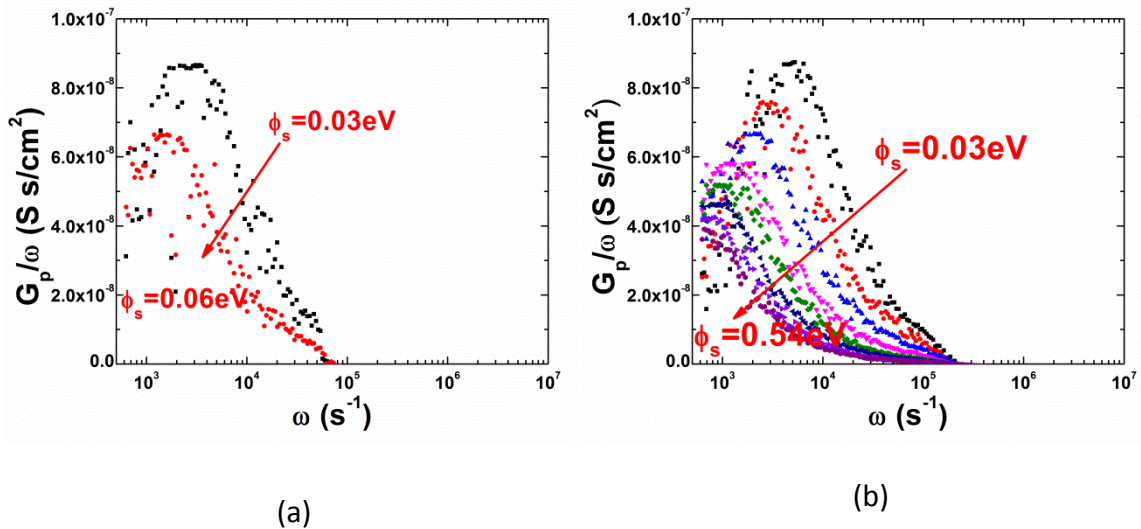 1.0x10⁻⁷
8.0x10⁻⁸
6.0x10⁻⁸
4.0x10⁻⁸
2.0x10⁻⁸
0.0
Gₚ/ω (S s/cm²)
ϕₛ=0.03eV
ϕₛ=0.06eV
10³ 10⁴ 10⁵ 10⁶ 10⁷
ω (s⁻¹)
(a)
1.0x10⁻⁷
8.0x10⁻⁸
6.0x10⁻⁸
4.0x10⁻⁸
2.0x10⁻⁸
0.0
Gₚ/ω (S s/cm²)
ϕₛ=0.03eV
ϕₛ=0.54eV
10³ 10⁴ 10⁵ 10⁶ 10⁷
ω (s⁻¹)
(b)